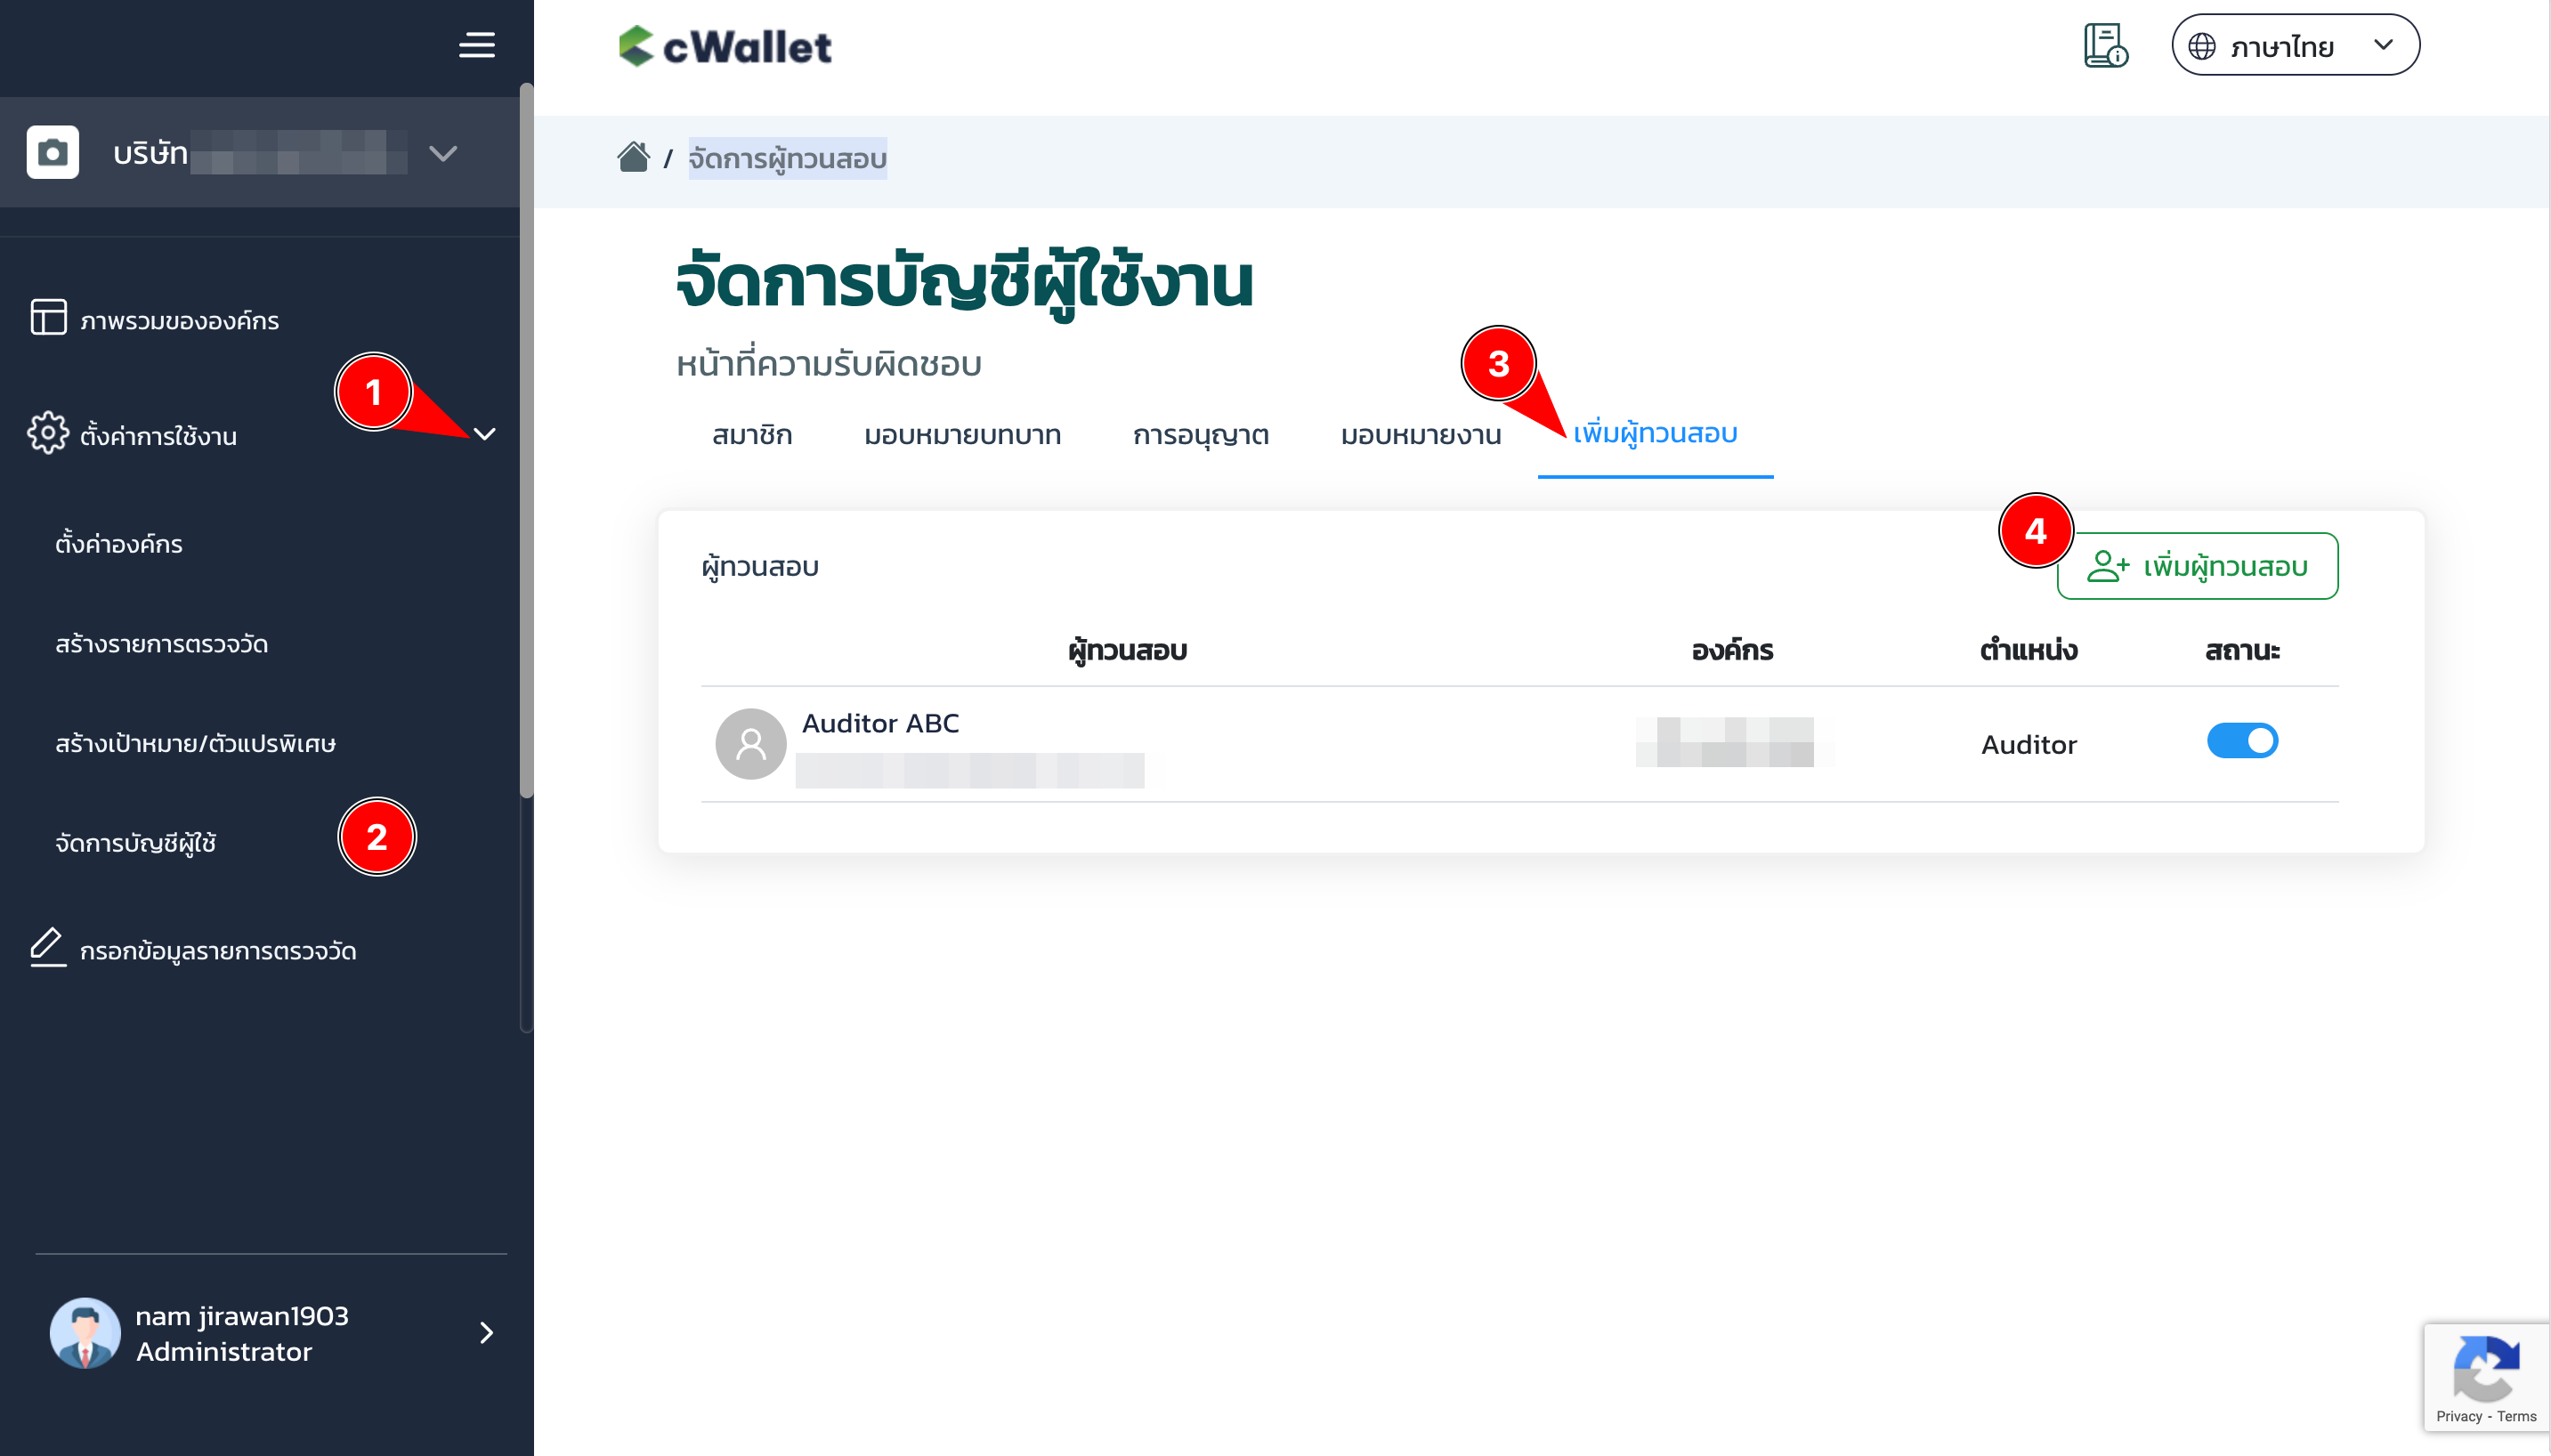 cWallet
ภาษาไทย
บริษัท
/ จัดการผู้ทวนสอบ
ภาพรวมขององค์กร
1
ตั้งค่าการใช้งาน
ตั้งค่าองค์กร
สร้างรายการตรวจวัด
สร้างเป้าหมาย/ตัวแปรพิเศษ
จัดการบัญชีผู้ใช้
2
กรอกข้อมูลรายการตรวจวัด
nam jirawan1903
Administrator
จัดการบัญชีผู้ใช้งาน
หน้าที่ความรับผิดชอบ
3
สมาชิก มอบหมายบทบาท การอนุญาต มอบหมายงาน เพิ่มผู้ทวนสอบ
4
ผู้ทวนสอบ เพิ่มผู้ทวนสอบ
ผู้ทวนสอบ องค์กร ตำแหน่ง สถานะ
Auditor ABC
Auditor
Privacy - Terms